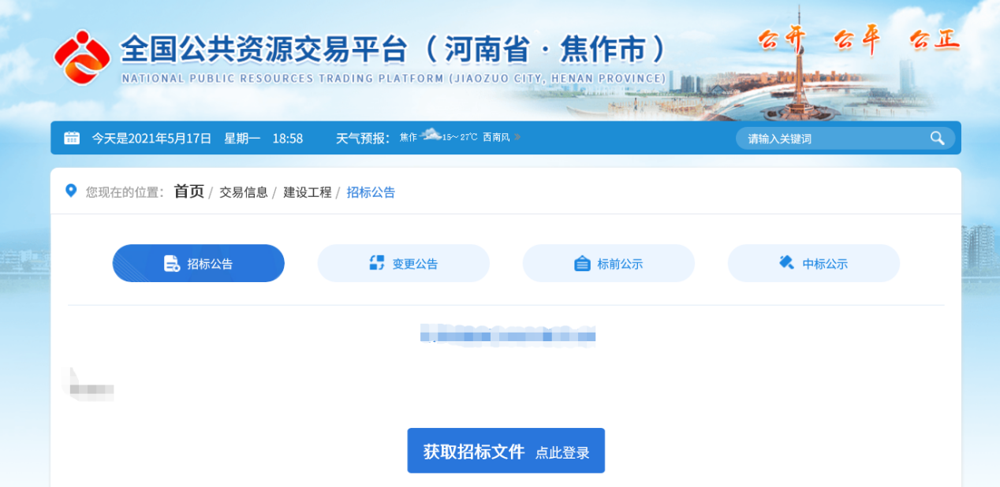 全国公共资源交易平台（河南省·焦作市）
公开 公平 公正
NATIONAL PUBLIC RESOURCES TRADING PLATFORM (JIAOZUO CITY, HENAN PROVINCE)
今天是2021年5月17日 星期一 18:58 天气预报： 焦作 15～27℃ 西南风 请输入关键词
您现在的位置： 首页 / 交易信息 / 建设工程 / 招标公告
招标公告 变更公告 标前公示 中标公示
获取招标文件 点此登录